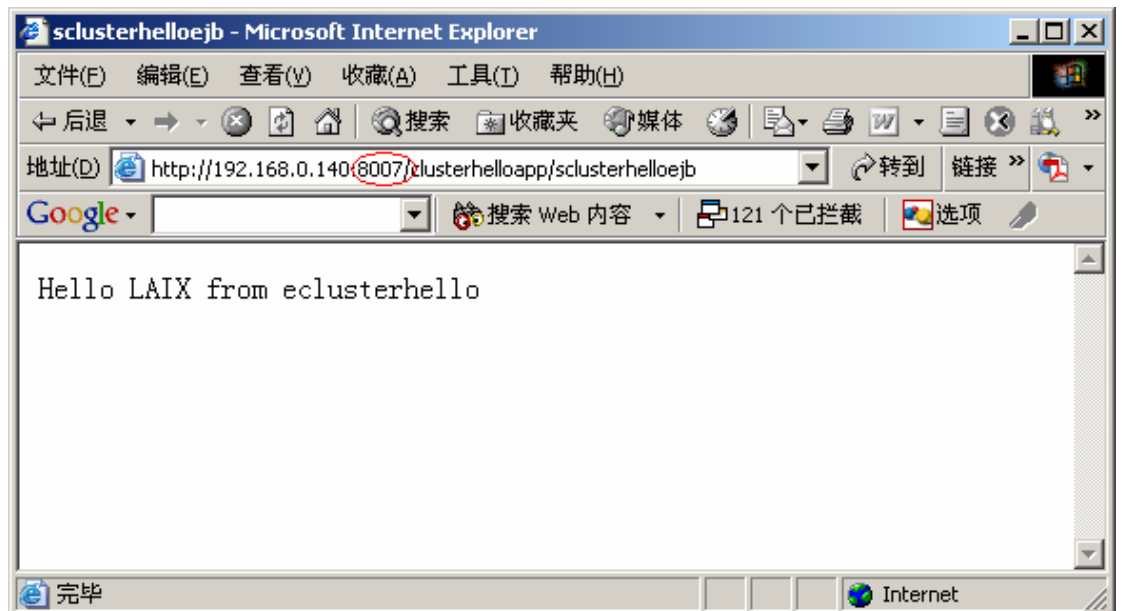 sclusterhelloejb - Microsoft Internet Explorer
文件(F) 编辑(E) 查看(V) 收藏(A) 工具(T) 帮助(H)
后退 搜索 收藏夹 媒体 »
地址(D) http://192.168.0.140:8007/clusterhelloapp/sclusterhelloejb 转到 链接 »
Google 搜索 Web 内容 121 个已拦截 选项
Hello LAIX from eclusterhello
完毕 Internet